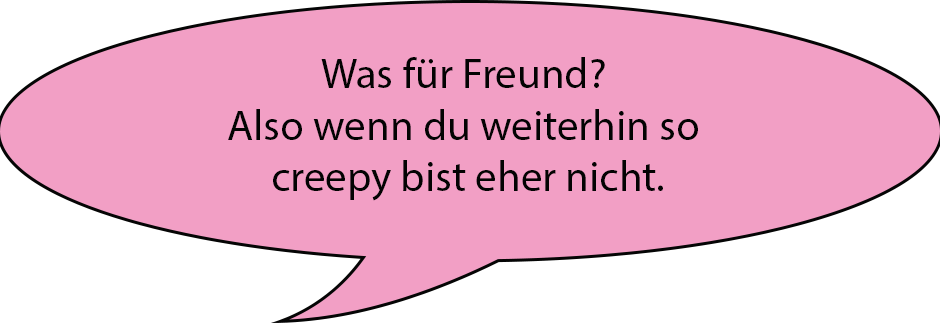 Was für Freund?
Also wenn du weiterhin so
creepy bist eher nicht.